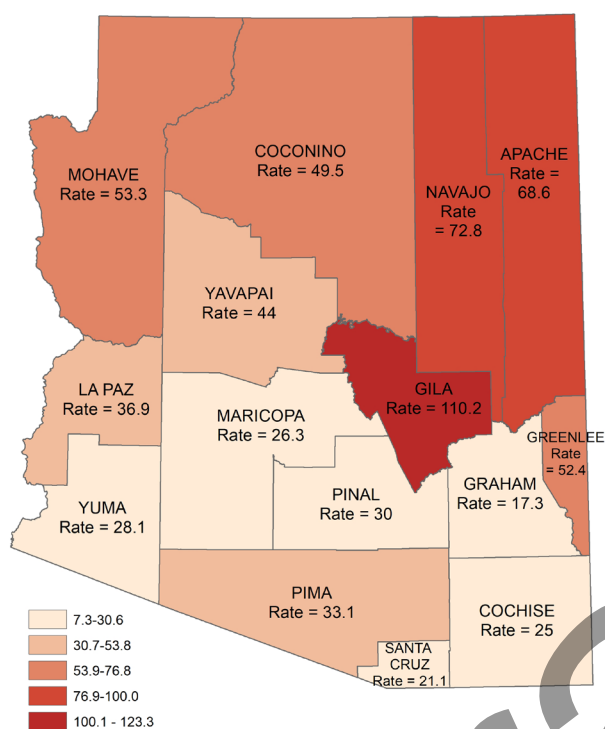 COCONINO
Rate = 49.5
APACHE
Rate =
68.6
MOHAVE
Rate = 53.3
NAVAJO
Rate
= 72.8
YAVAPAI
Rate = 44
LA PAZ
Rate = 36.9
GILA
Rate = 110.2
MARICOPA
Rate = 26.3
GREENLEE
Rate
= 52.4
GRAHAM
Rate = 17.3
PINAL
Rate = 30
YUMA
Rate = 28.1
PIMA
Rate = 33.1
COCHISE
Rate = 25
SANTA
CRUZ
Rate = 21.1
7.3-30.6
30.7-53.8
53.9-76.8
76.9-100.0
100.1 - 123.3